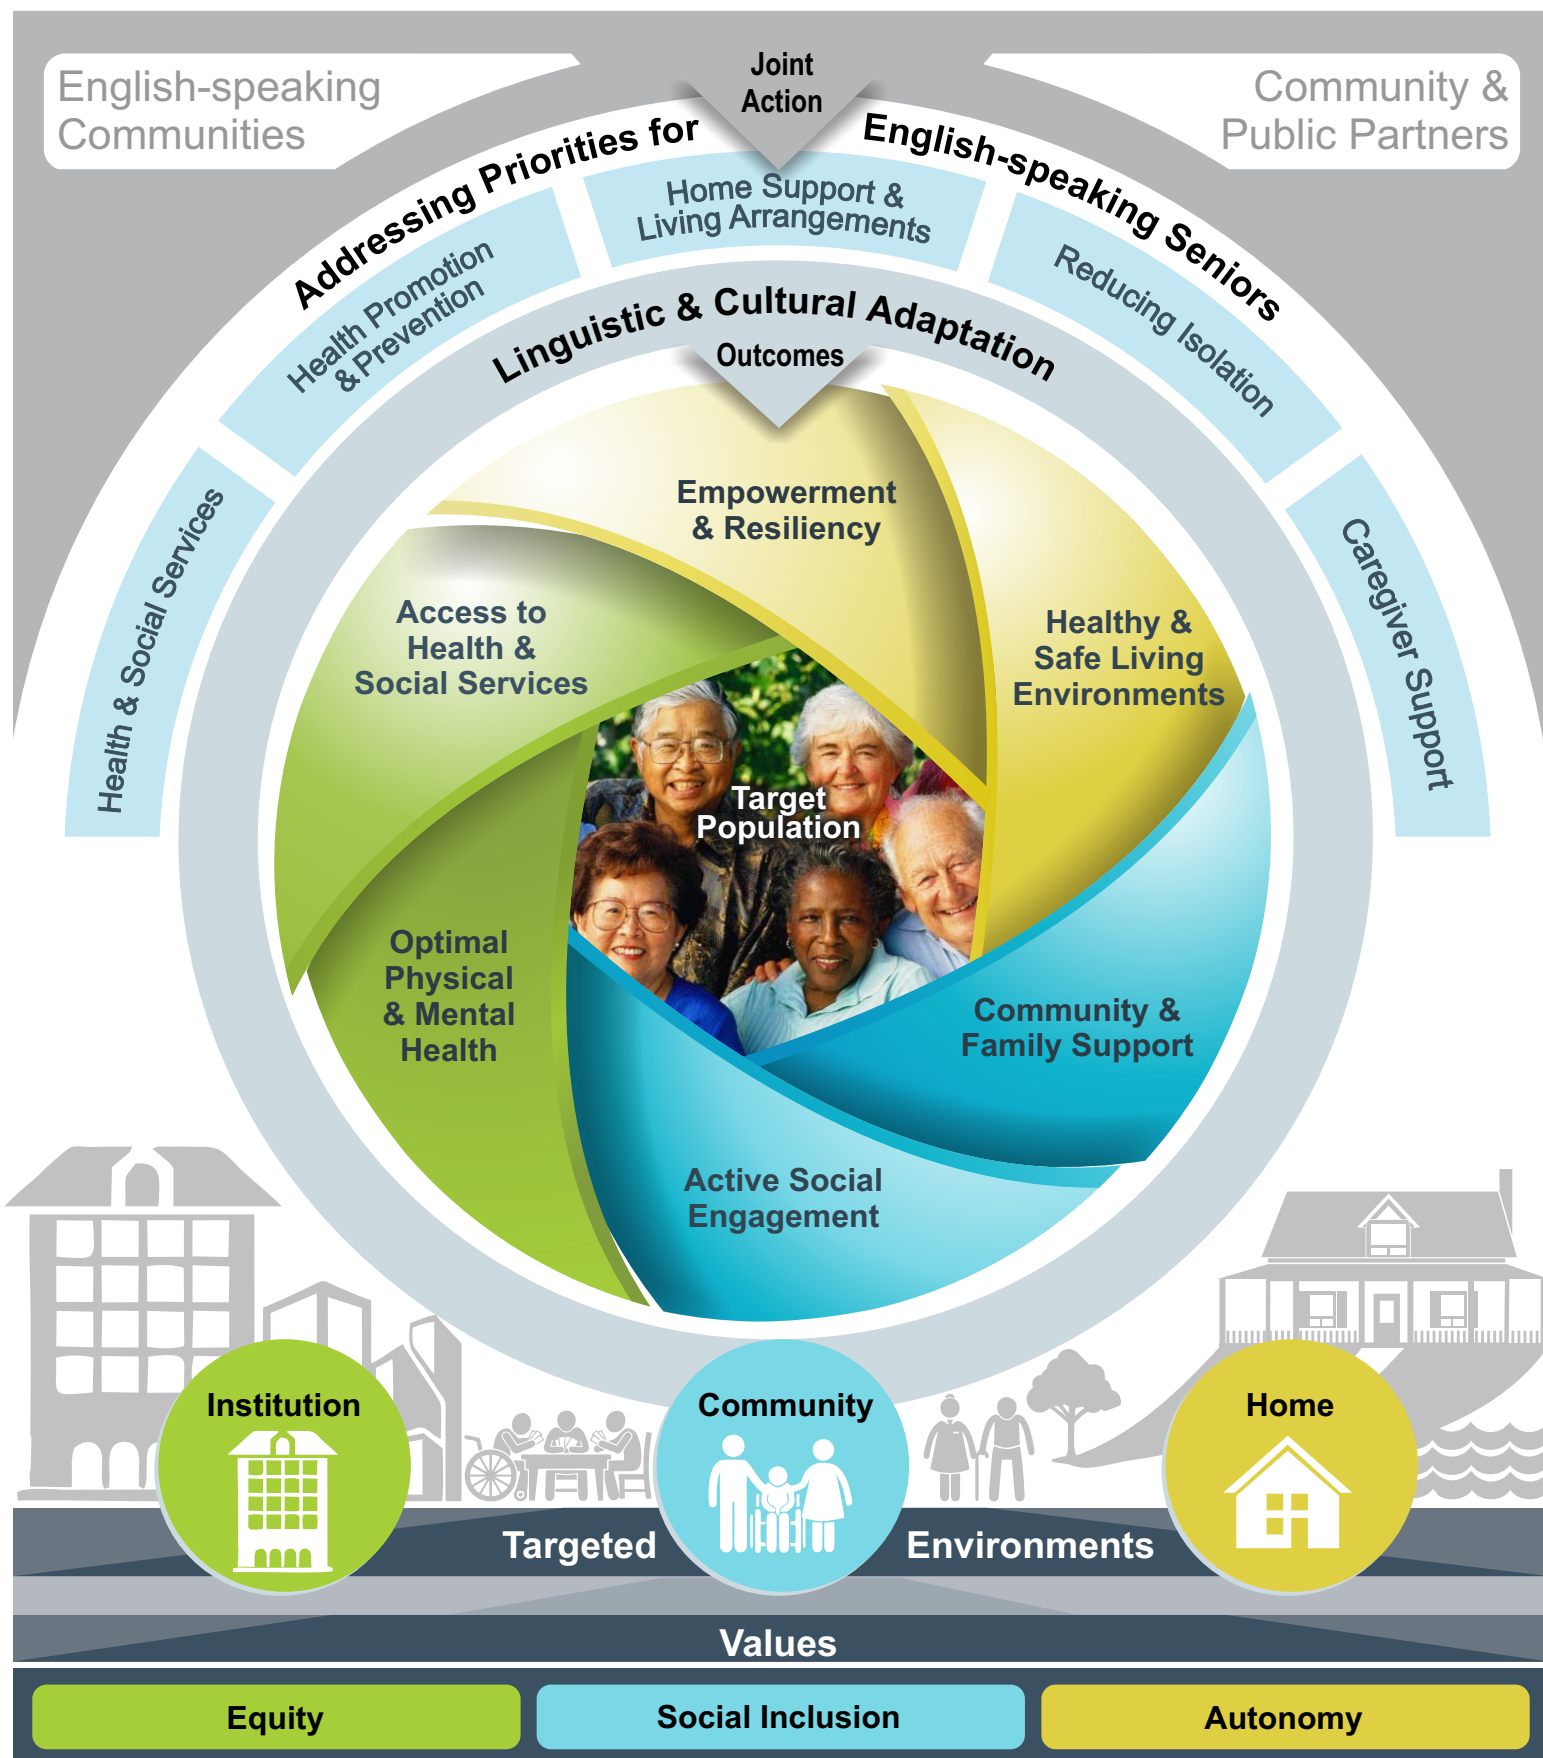 English-speaking
Communities
Joint
Action
Community &
Public Partners
Addressing Priorities for
English-speaking Seniors
Health & Social Services
Health Promotion
& Prevention
Home Support &
Living Arrangements
Reducing Isolation
Caregiver Support
Linguistic & Cultural Adaptation
Outcomes
Empowerment
& Resiliency
Access to
Health &
Social Services
Healthy &
Safe Living
Environments
Target
Population
Optimal
Physical
& Mental
Health
Community &
Family Support
Active Social
Engagement
Institution
Community
Home
Targeted
Environments
Values
Equity
Social Inclusion
Autonomy